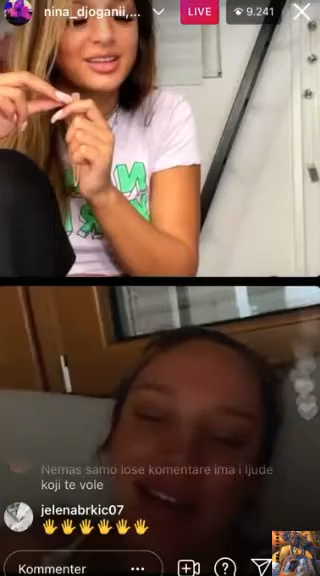 nina_djoganii,...
LIVE
9.241
Nemas samo lose komentare ima i ljude
koji te vole
jelenabrkic07
Kommenter